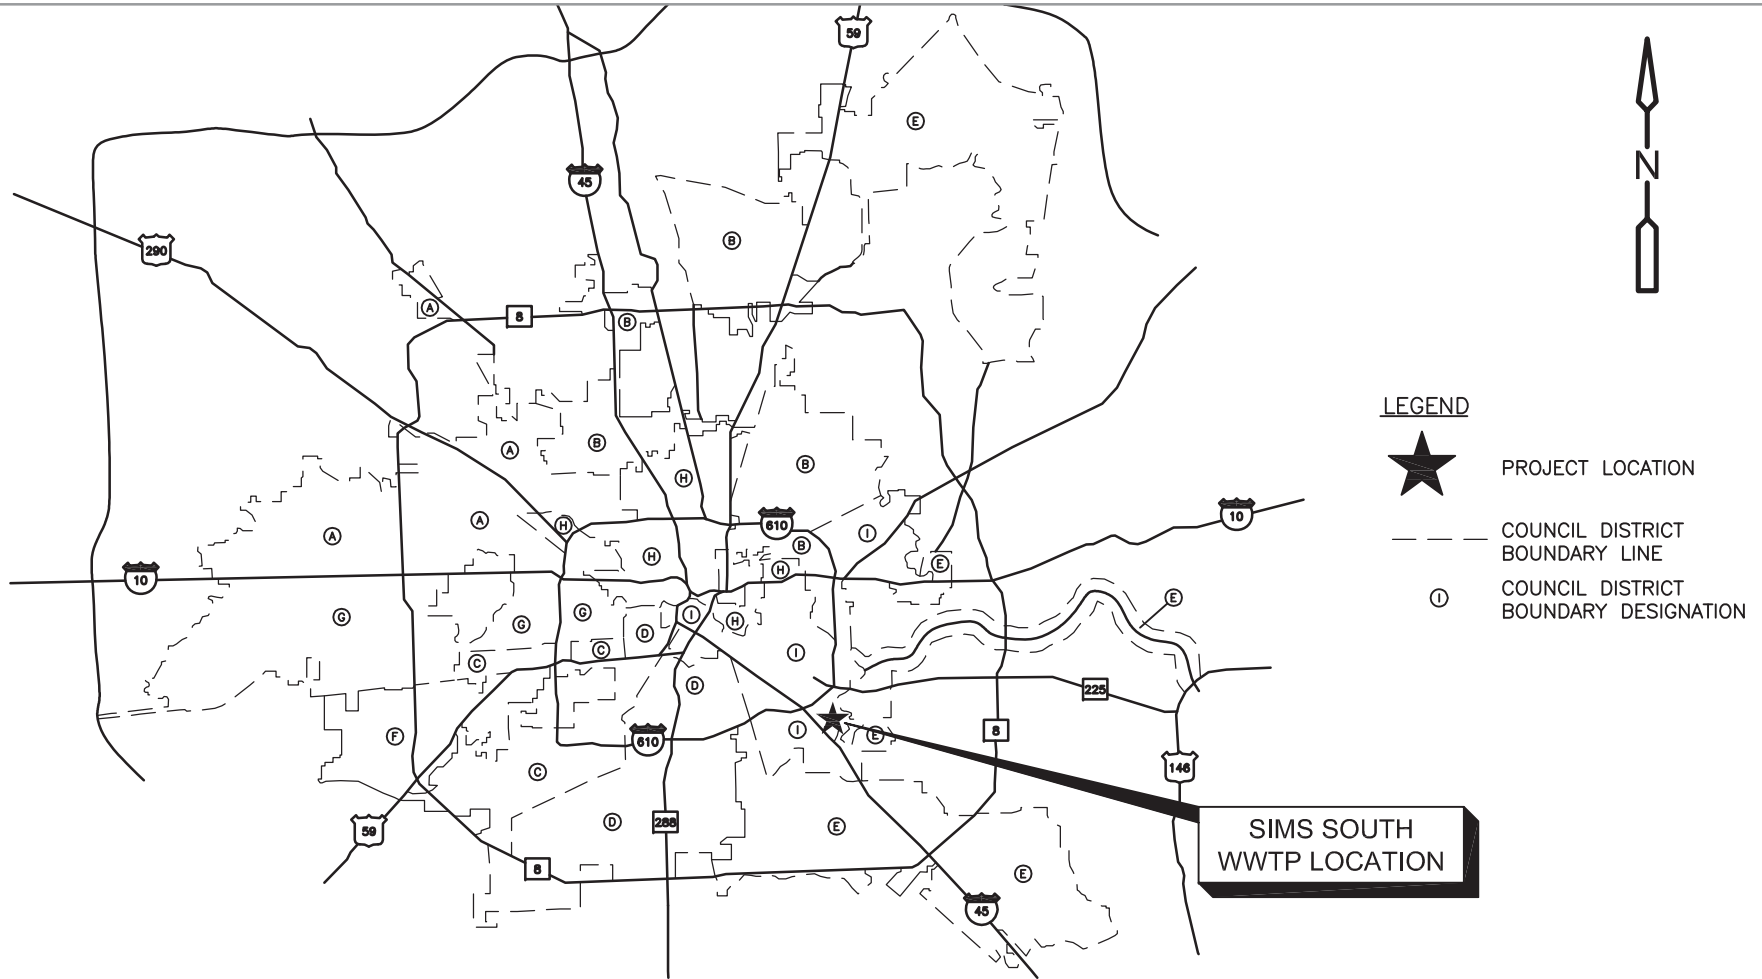 59
E
N
45
290
B
A
8
B
LEGEND
PROJECT LOCATION
COUNCIL DISTRICT
BOUNDARY LINE
COUNCIL DISTRICT
BOUNDARY DESIGNATION
I
A
B
H
B
A
A
H
610
I
10
B
H
H
E
10
E
G
G
G
D
I
H
C
C
I
D
225
F
610
I
E
8
C
146
59
D
288
E
SIMS SOUTH
WWTP LOCATION
8
E
45